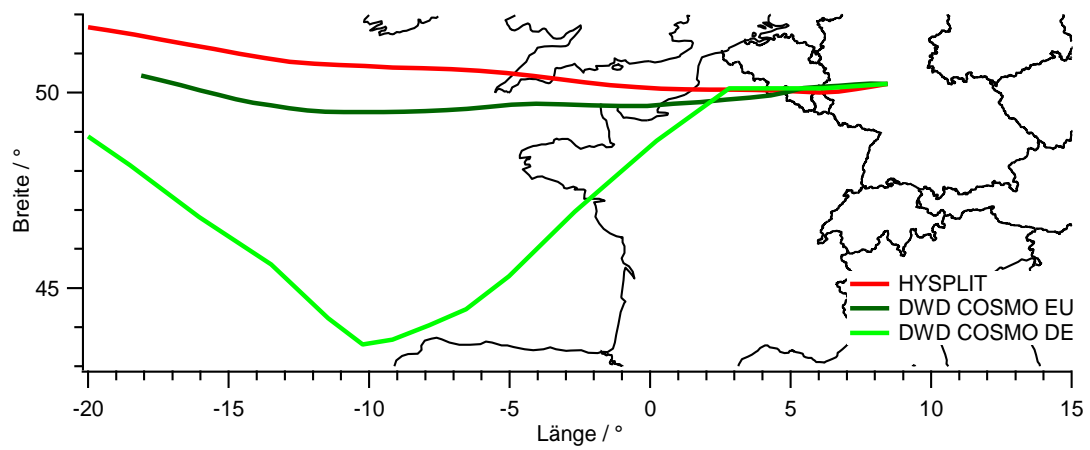 Breite / °
50
45
HYSPLIT
DWD COSMO EU
DWD COSMO DE
-20 -15 -10 -5 0 5 10 15
Länge / °